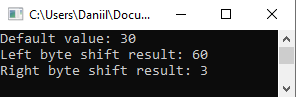 C:\Users\Daniil\Docu...
Default value: 30
Left byte shift result: 60
Right byte shift result: 3